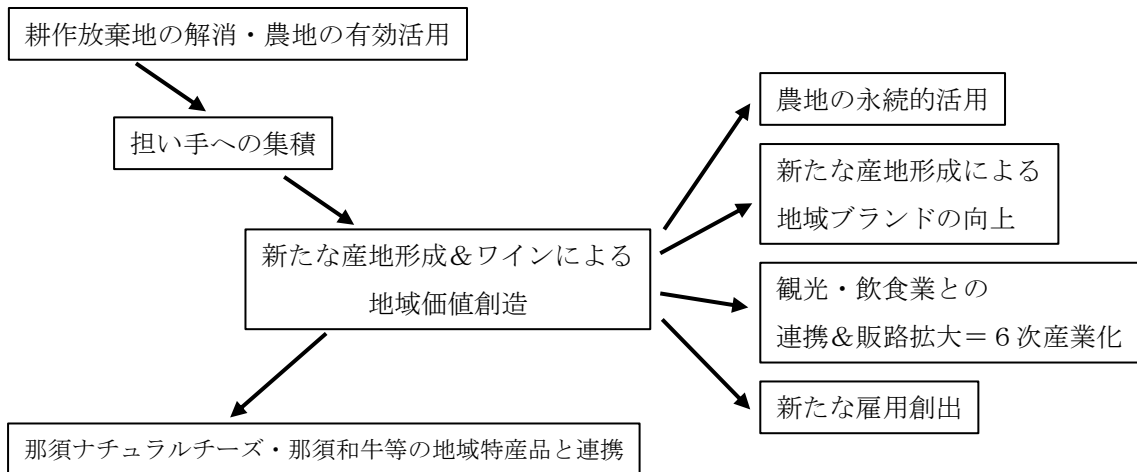 耕作放棄地の解消・農地の有効活用
担い手への集積
新たな産地形成＆ワインによる
地域価値創造
農地の永続的活用
新たな産地形成による
地域ブランドの向上
観光・飲食業との
連携＆販路拡大＝６次産業化
新たな雇用創出
那須ナチュラルチーズ・那須和牛等の地域特産品と連携